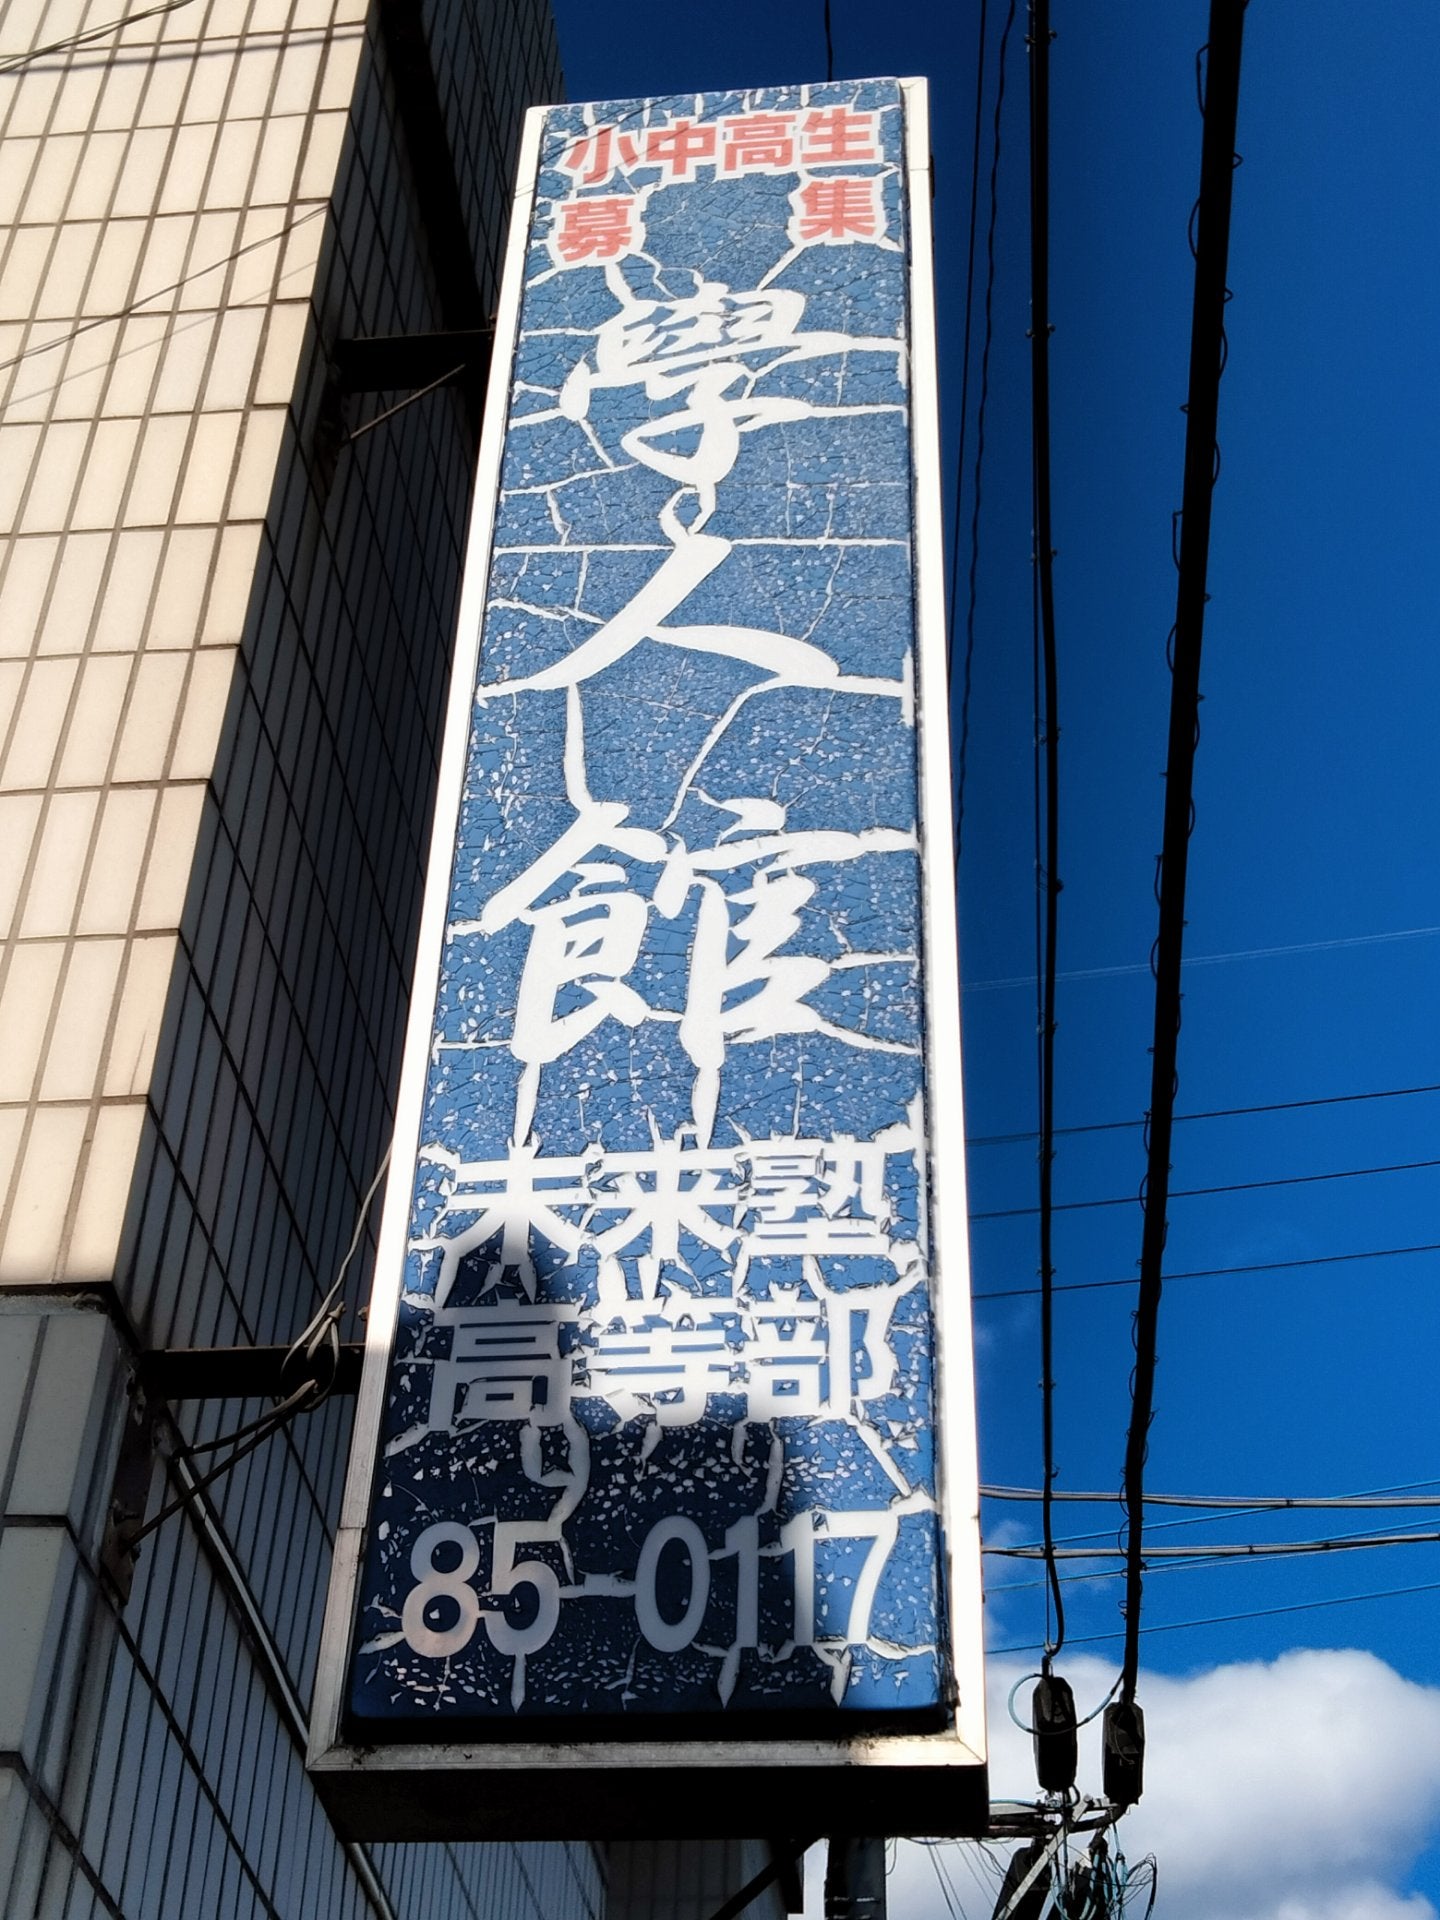 小中高生
募集
學人館
未来塾
高等部
85-0117